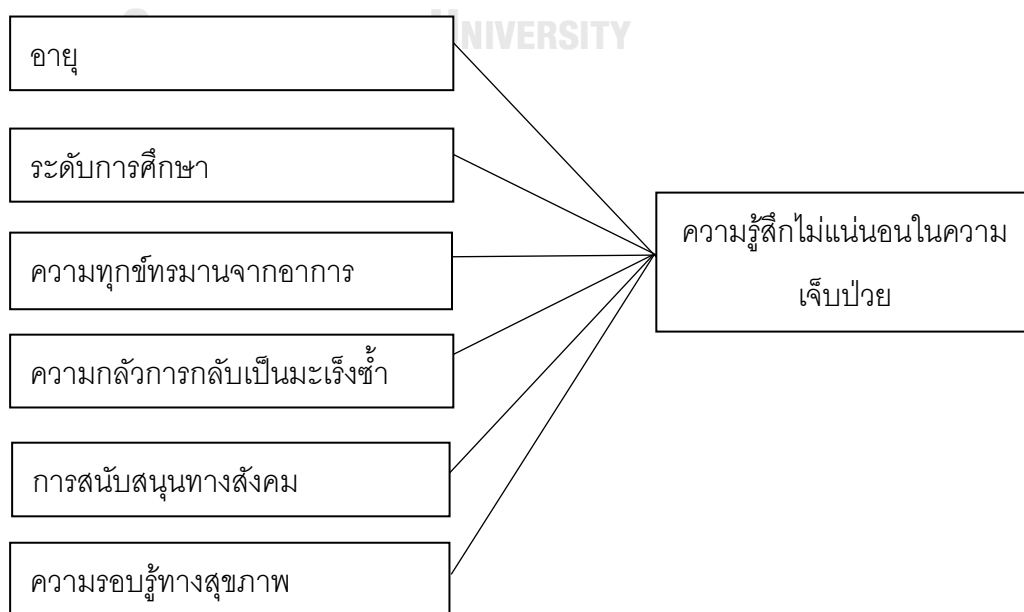 UNIVERSITY
อายุ
ระดับการศึกษา
ความทุกข์ทรมานจากอาการ
ความกลัวการกลับเป็นมะเร็งซ้ำ
การสนับสนุนทางสังคม
ความรอบรู้ทางสุขภาพ
ความรู้สึกไม่แน่นอนในความ
เจ็บป่วย